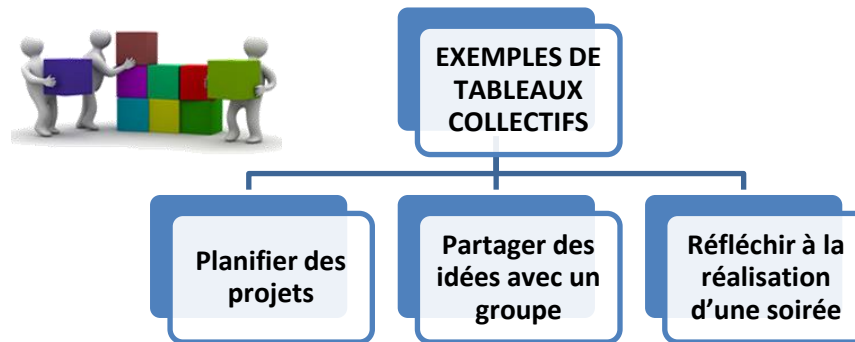 EXEMPLES DE
TABLEAUX
COLLECTIFS
Planifier des
projets
Partager des
idées avec un
groupe
Réfléchir à la
réalisation
d’une soirée